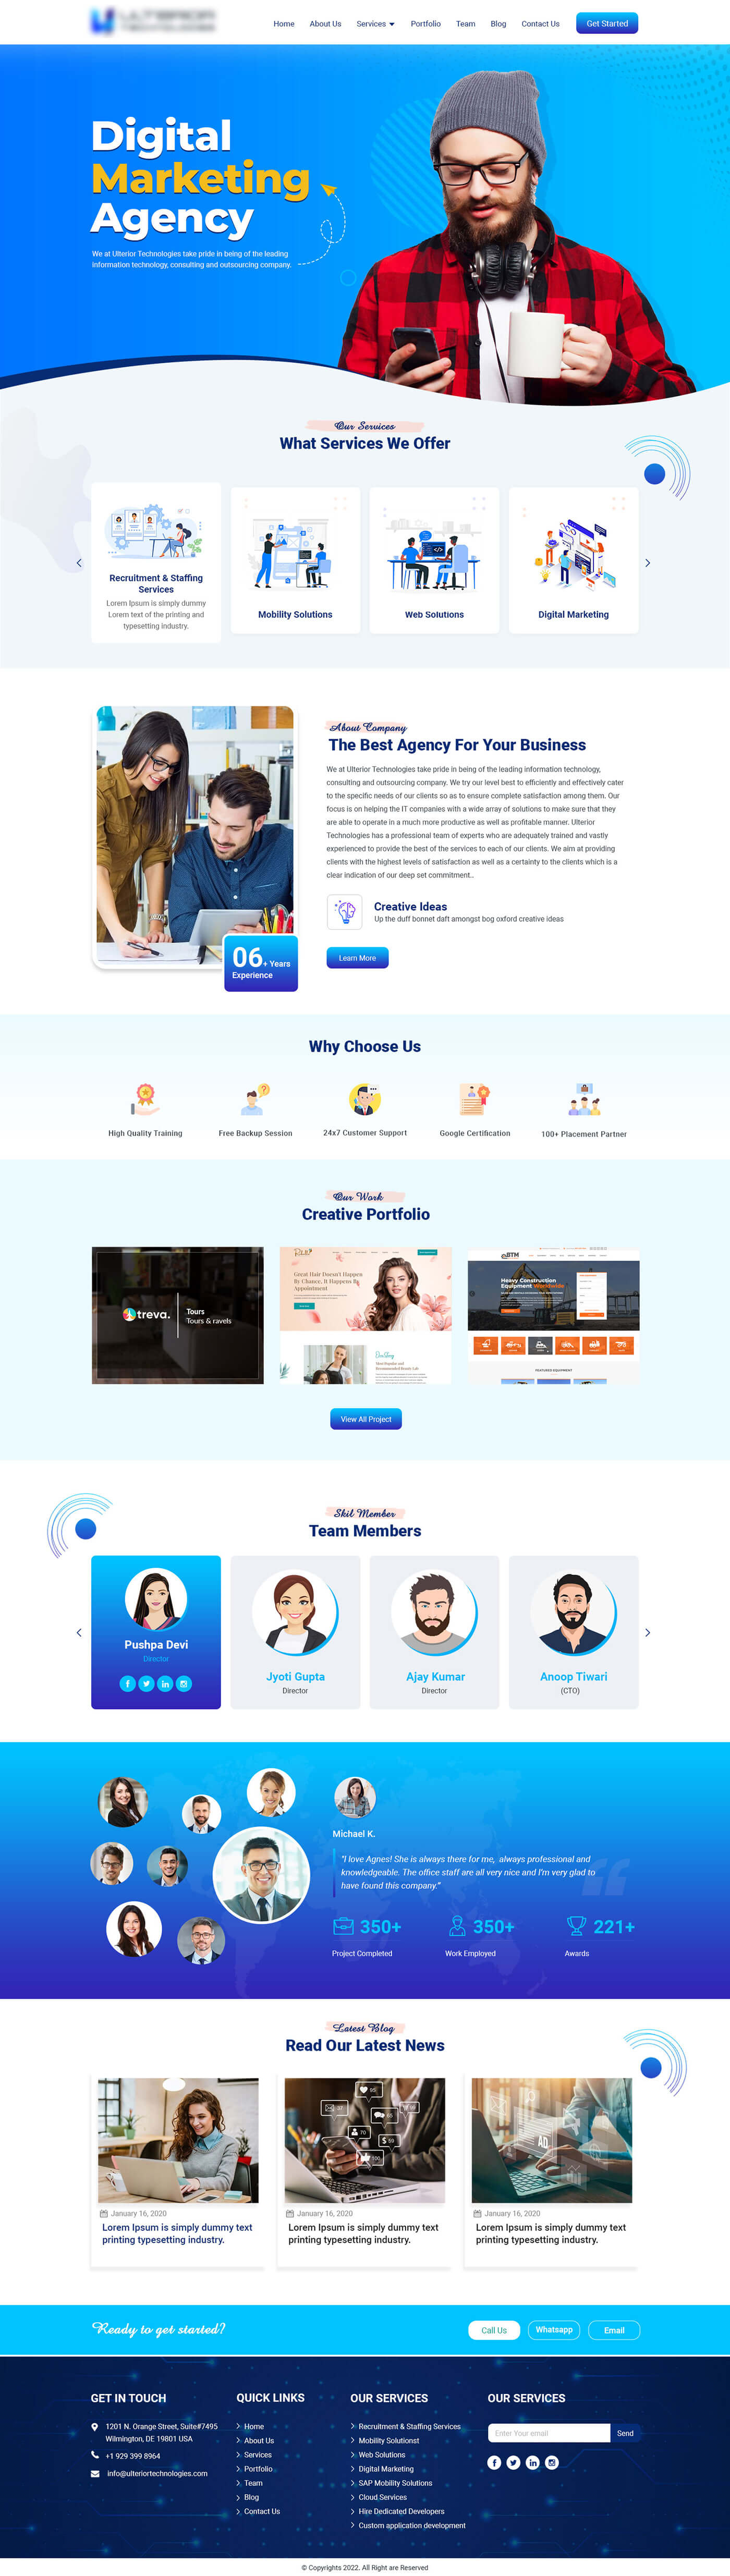 Home About Us Services Portfolio Team Blog Contact Us Get Started
Digital
Marketing
Agency
We at Ulterior Technologies take pride in being of the leading
information technology, consulting and outsourcing company.
Our Services
What Services We Offer
Recruitment & Staffing
Services
Lorem Ipsum is simply dummy
Lorem text of the printing and
typesetting industry.
Mobility Solutions
Web Solutions
Digital Marketing
About Company
The Best Agency For Your Business
We at Ulterior Technologies take pride in being of the leading information technology,
consulting and outsourcing company. We try our level best to efficiently and effectively cater
to the specific needs of our clients so as to ensure complete satisfaction among them. Our
focus is on helping the IT companies with a wide array of solutions to make sure that they
are able to operate in a much more productive as well as profitable manner. Ulterior
Technologies has a professional team of experts who are adequately trained and vastly
experienced to provide the best of the services to each of our clients. We aim at providing
clients with the highest levels of satisfaction as well as a certainty to the clients which is a
clear indication of our deep set commitment..
Creative Ideas
Up the duff bonnet daft amongst bog oxford creative ideas
06+ Years
Experience
Learn More
Why Choose Us
High Quality Training
Free Backup Session
24x7 Customer Support
Google Certification
100+ Placement Partner
Our Work
Creative Portfolio
treva.
Tours
Tours & ravels
Great Hair Doesn't Happen
By Chance, It Happens By
Appointment
BTM
Heavy Construction
Equipment Worldwide
FEATURED EQUIPMENT
View All Project
Skil Member
Team Members
Pushpa Devi
Director
Jyoti Gupta
Director
Ajay Kumar
Director
Anoop Tiwari
(CTO)
Michael K.
"I love Agnes! She is always there for me, always professional and
knowledgeable. The office staff are all very nice and I'm very glad to
have found this company."
350+
Project Completed
350+
Work Employed
221+
Awards
Latest Blog
Read Our Latest News
AD
January 16, 2020
Lorem Ipsum is simply dummy text
printing typesetting industry.
January 16, 2020
Lorem Ipsum is simply dummy text
printing typesetting industry.
January 16, 2020
Lorem Ipsum is simply dummy text
printing typesetting industry.
Ready to get started?
Call Us
Whatsapp
Email
GET IN TOUCH
1201 N. Orange Street, Suite#7495
Wilmington, DE 19801 USA
+1 929 399 8964
info@ulteriortechnologies.com
QUICK LINKS
Home
About Us
Services
Portfolio
Team
Blog
Contact Us
OUR SERVICES
Recruitment & Staffing Services
Mobility Solutionst
Web Solutions
Digital Marketing
SAP Mobility Solutions
Cloud Services
Hire Dedicated Developers
Custom application development
OUR SERVICES
Enter Your email
Send
© Copyrights 2022. All Right are Reserved